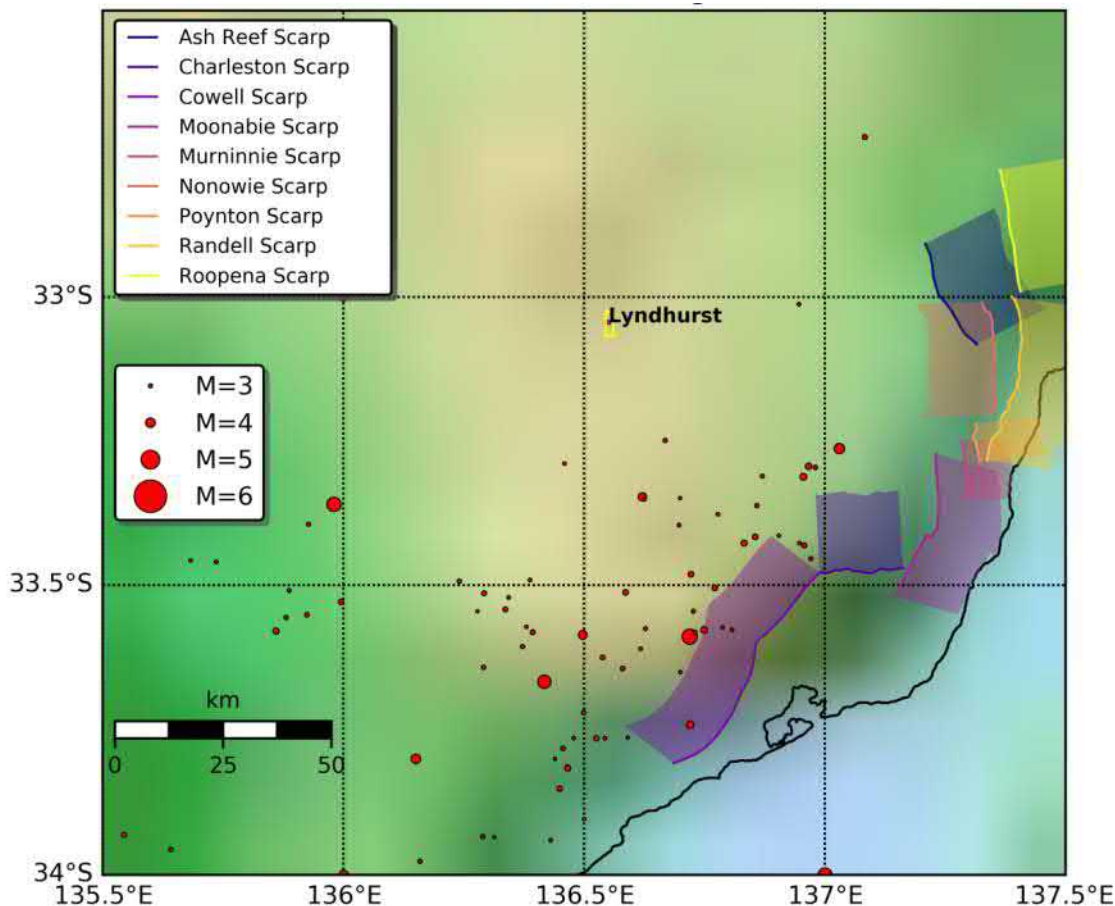 Ash Reef Scarp
Charleston Scarp
Cowell Scarp
Moonabie Scarp
Murninnie Scarp
Nonowie Scarp
Poynton Scarp
Randell Scarp
Roopena Scarp
33°S
Lyndhurst
M=3
M=4
M=5
M=6
33.5°S
km
0 25 50
34°S
135.5°E 136°E 136.5°E 137°E 137.5°E